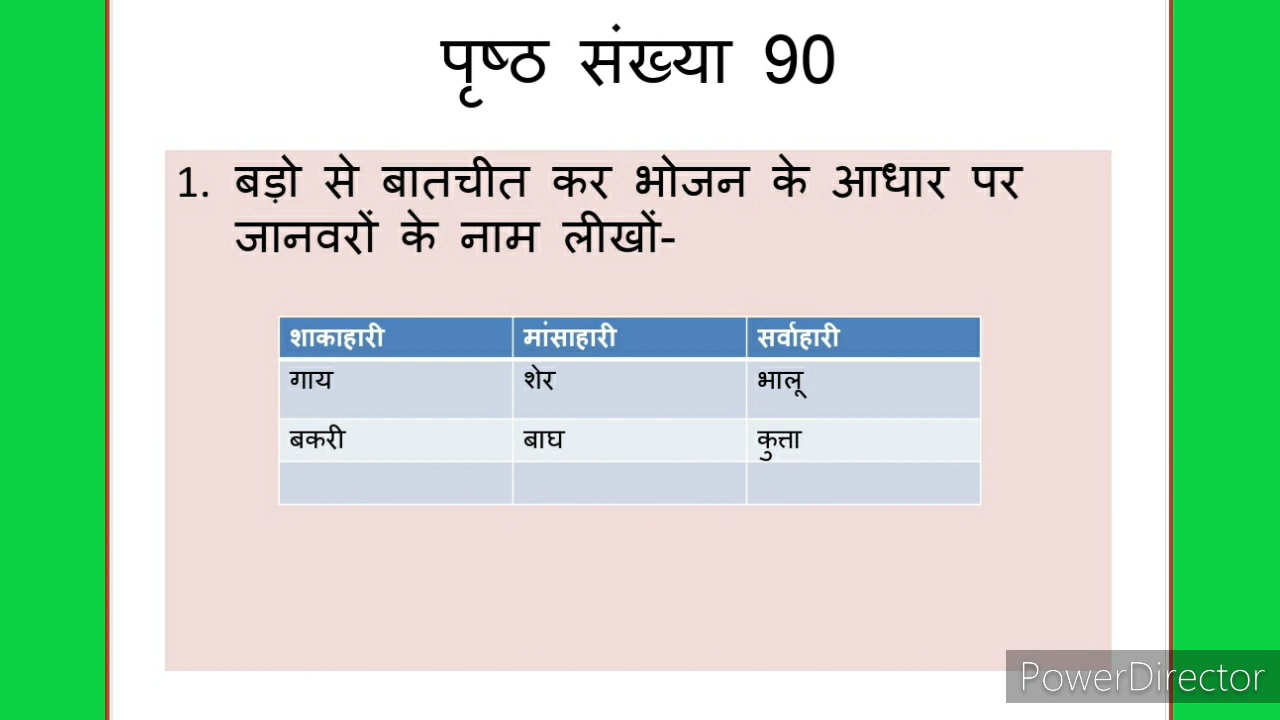 पृष्ठ संख्या 90
1. बड़ो से बातचीत कर भोजन के आधार पर
जानवरों के नाम लीखों-
शाकाहारी मांसाहारी सर्वाहारी
गाय शेर भालू
बकरी बाघ कुत्ता
PowerDirector